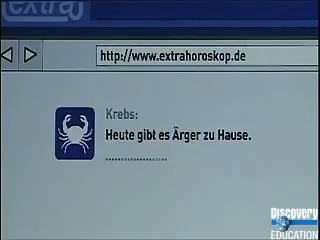 extra
http://www.extrahoroskop.de
Krebs:
Heute gibt es Ärger zu Hause.
Discovery
EDUCATION